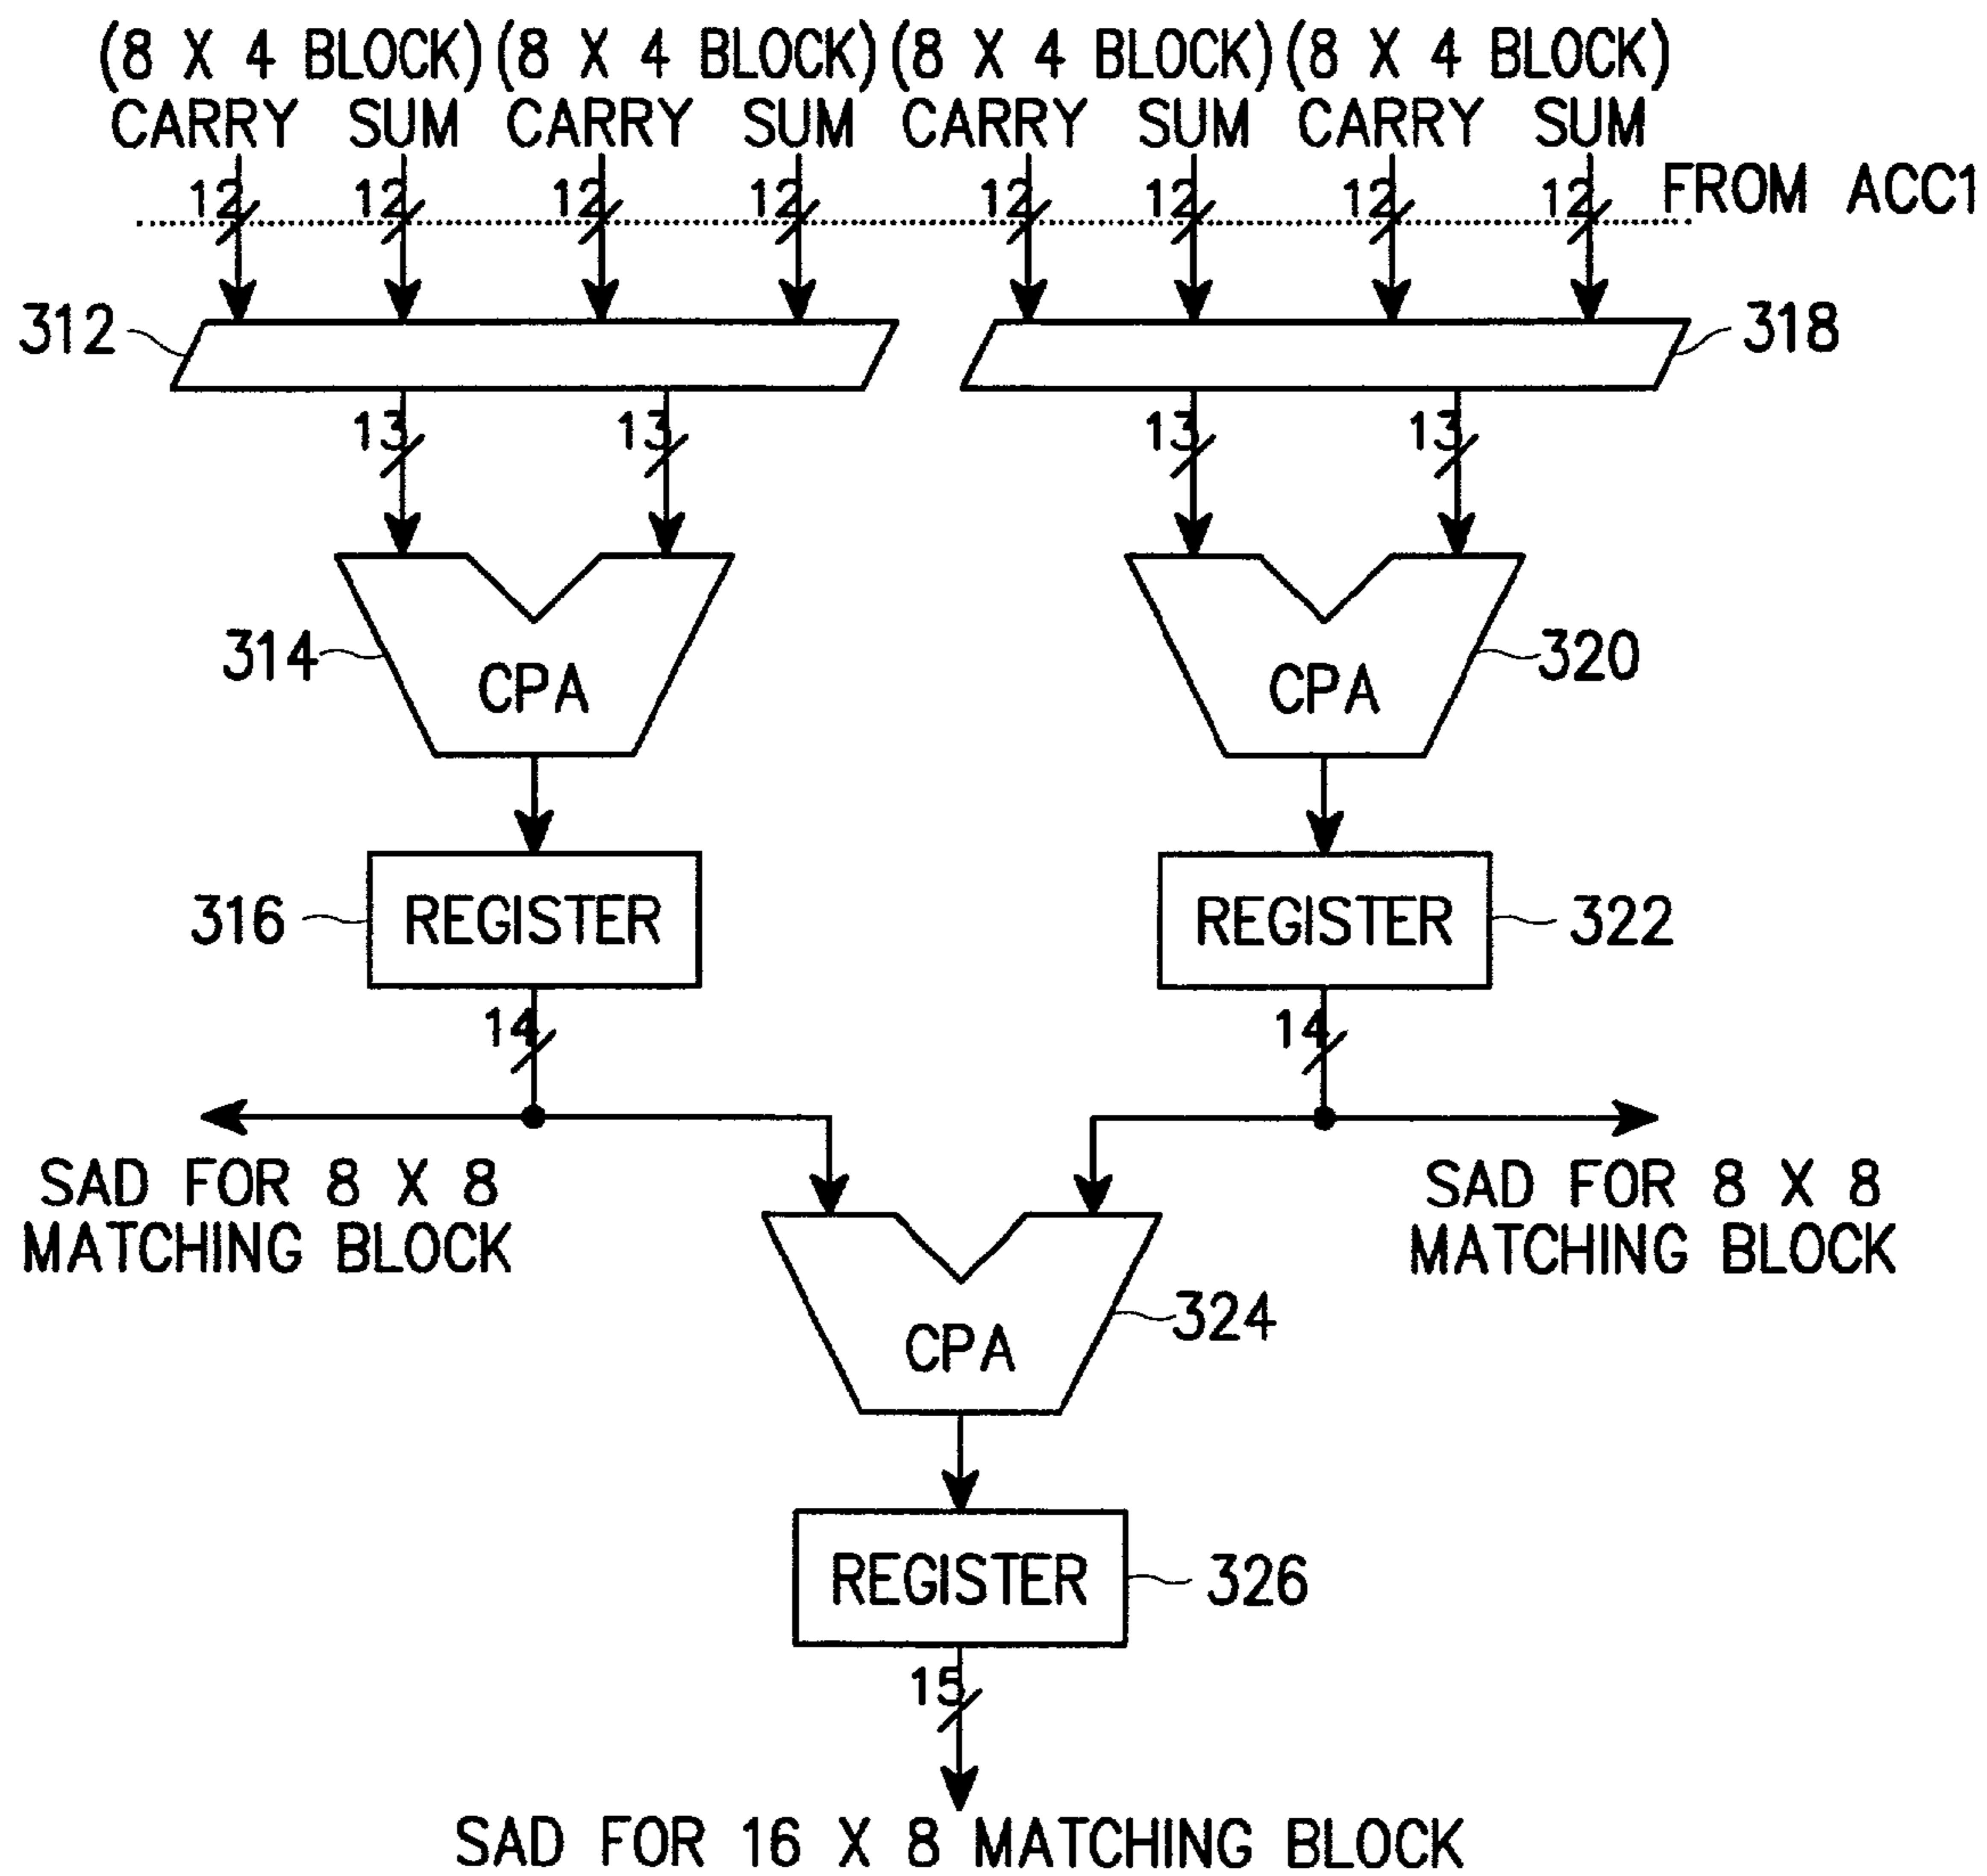 (8 X 4 BLOCK)(8 X 4 BLOCK)(8 X 4 BLOCK)(8 X 4 BLOCK)
CARRY SUM CARRY SUM CARRY SUM CARRY SUM
12 12 12 12 12 12 12 12 FROM ACC1
312 318
13 13 13 13
314 CPA CPA 320
316 REGISTER REGISTER 322
14 14
SAD FOR 8 X 8 SAD FOR 8 X 8
MATCHING BLOCK MATCHING BLOCK
324
CPA
REGISTER 326
15
SAD FOR 16 X 8 MATCHING BLOCK